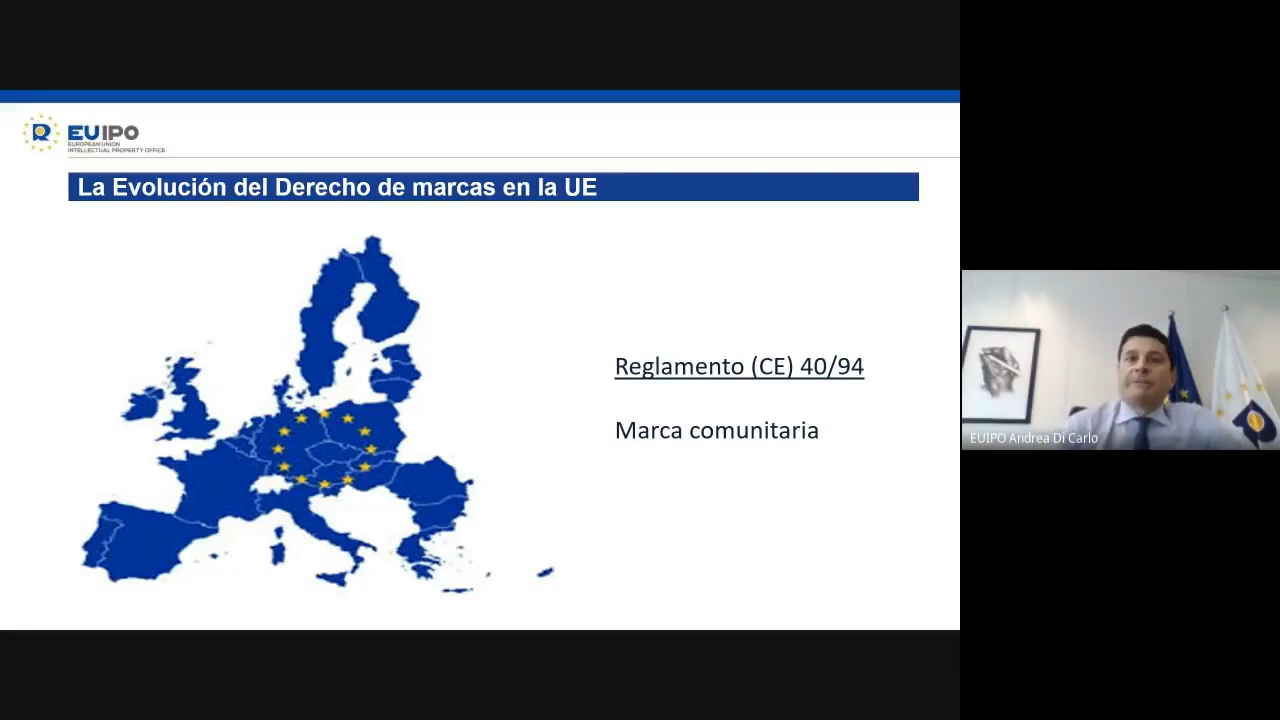 EUIPO
EUROPEAN UNION
INTELLECTUAL PROPERTY OFFICE
La Evolución del Derecho de marcas en la UE
Reglamento (CE) 40/94
Marca comunitaria
EUIPO Andrea Di Carlo